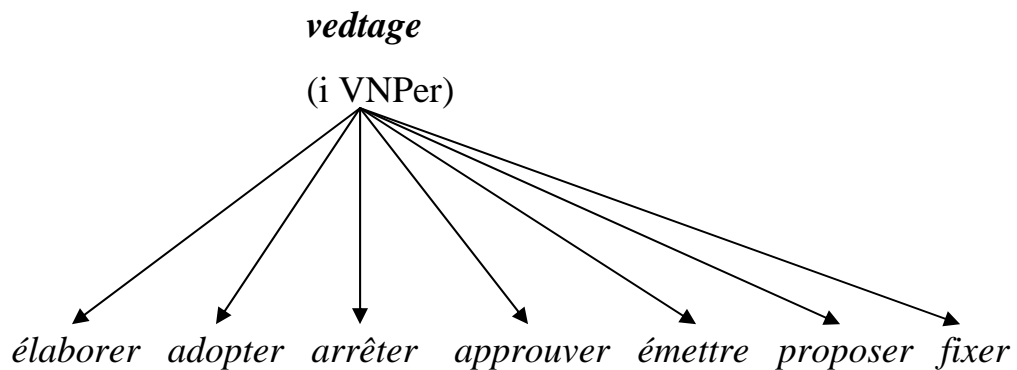 vedtage
(i VNPer)
élaborer adopter arrêter approuver émettre proposer fixer